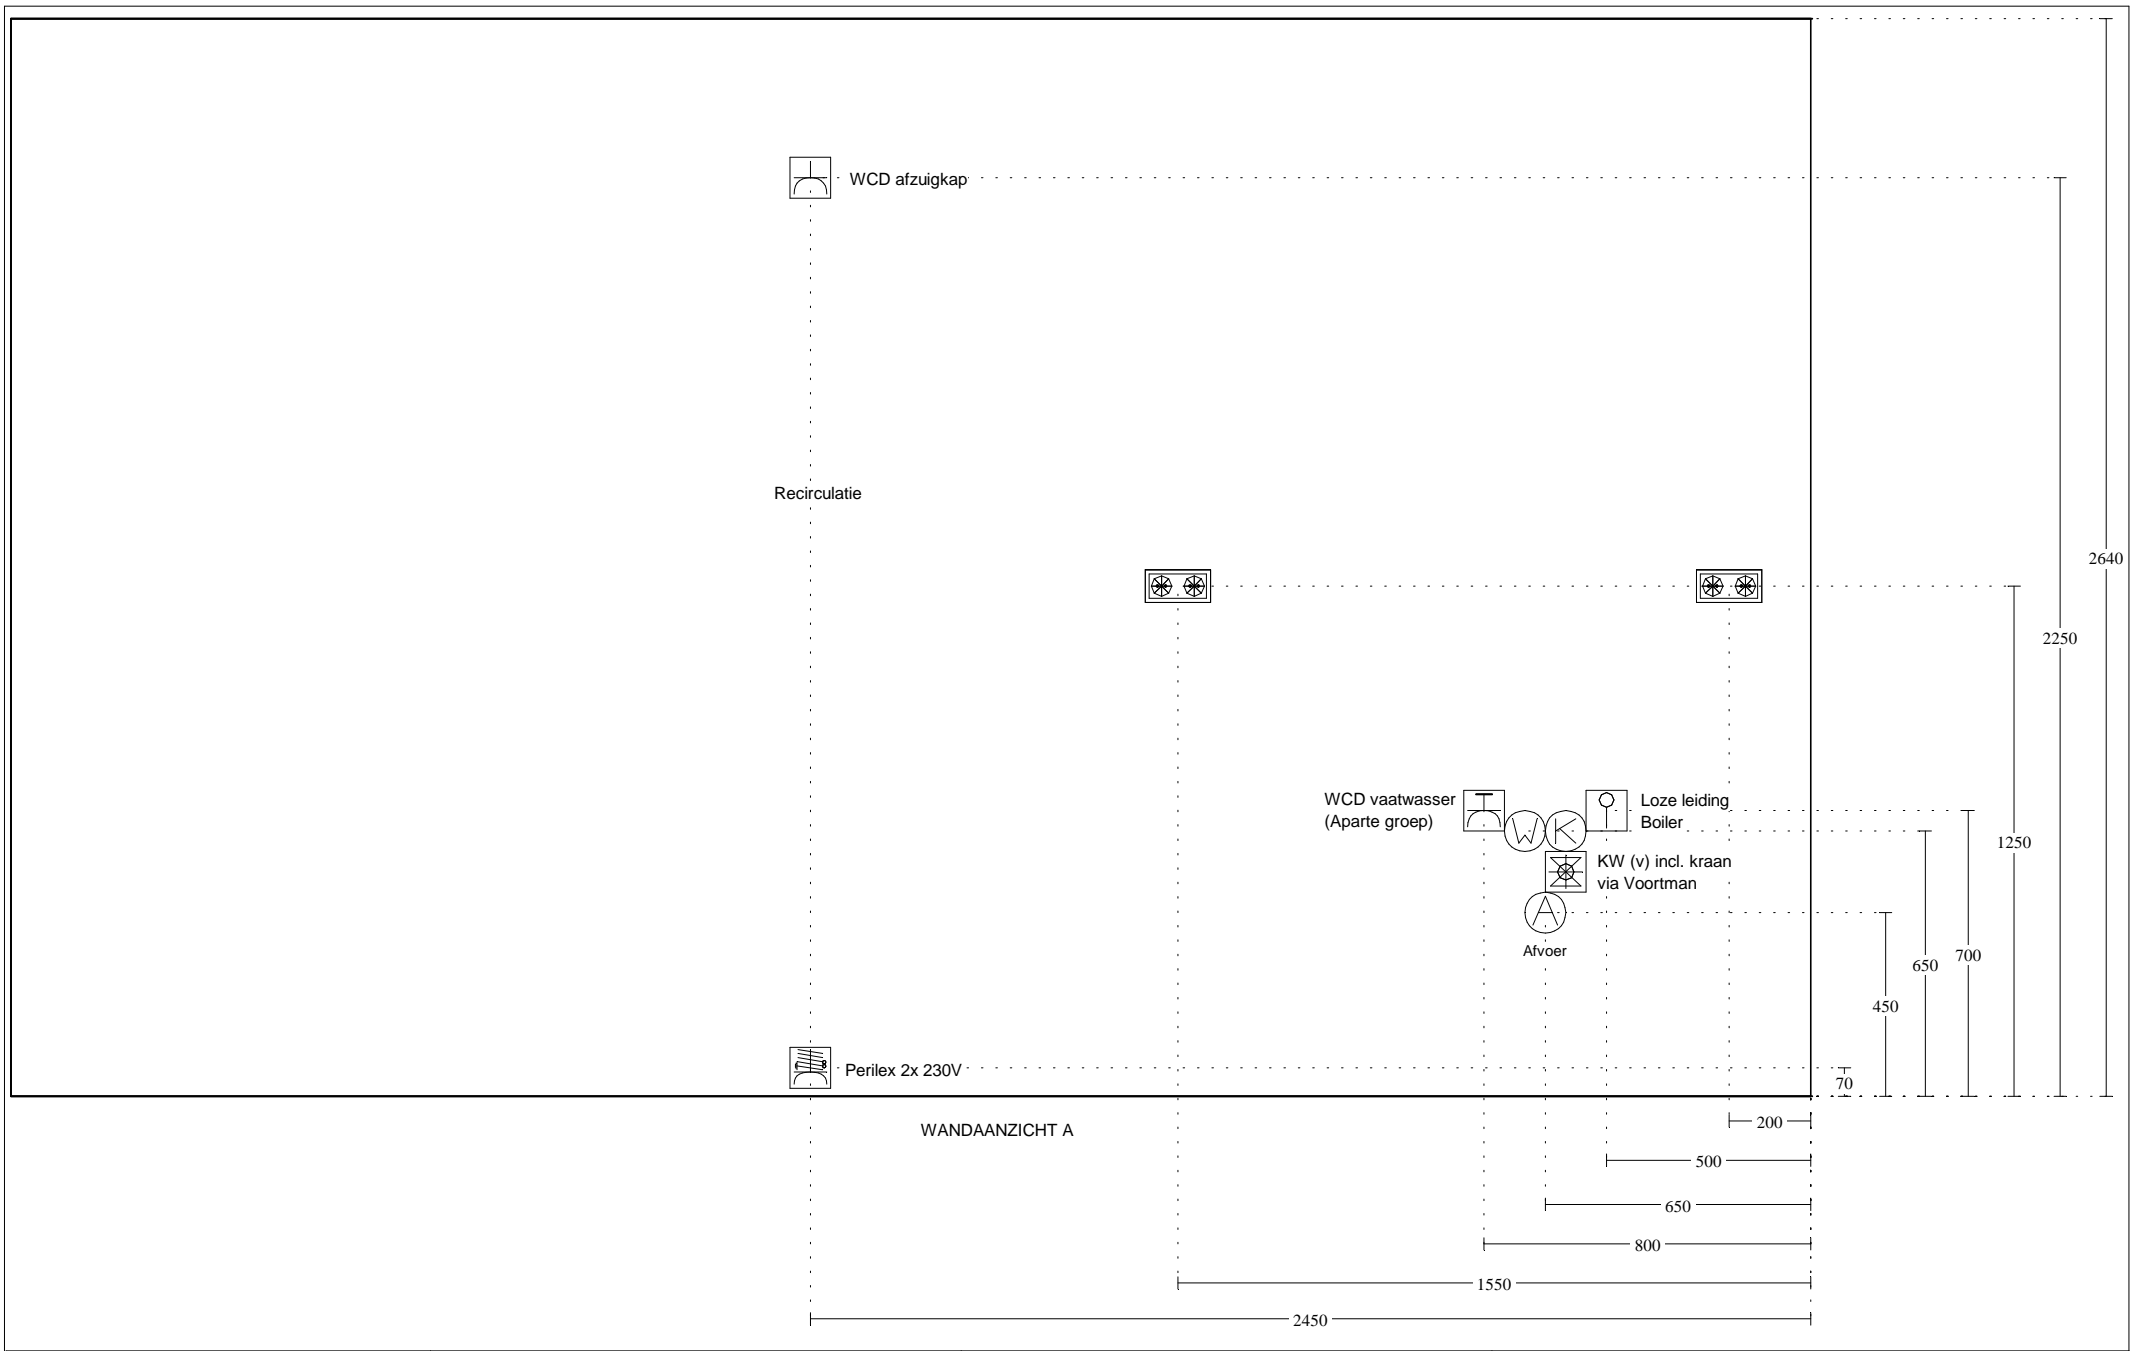 WCD afzuigkap
Recirculatie
2640
2250
WCD vaatwasser
(Aparte groep)
W
K
Loze leiding
Boiler
1250
KW (v) incl. kraan
via Voortman
A
Afvoer
700
650
450
Perilex 2x 230V
70
WANDAANZICHT A
200
500
650
800
1550
2450